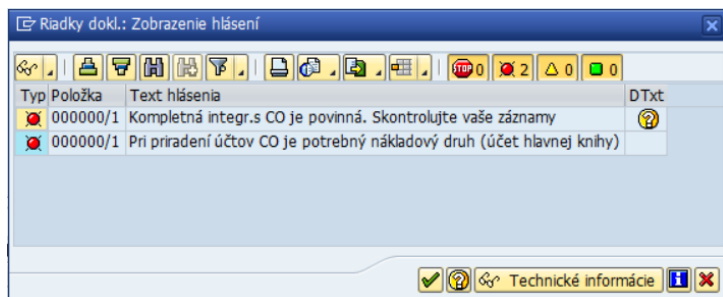 Riadky dokl.: Zobrazenie hlásení
STOP 0 2 0 0
Typ Položka Text hlásenia DTxt
000000/1 Kompletná integr.s CO je povinná. Skontrolujte vaše záznamy
000000/1 Pri priradení účtov CO je potrebný nákladový druh (účet hlavnej knihy)
Technické informácie